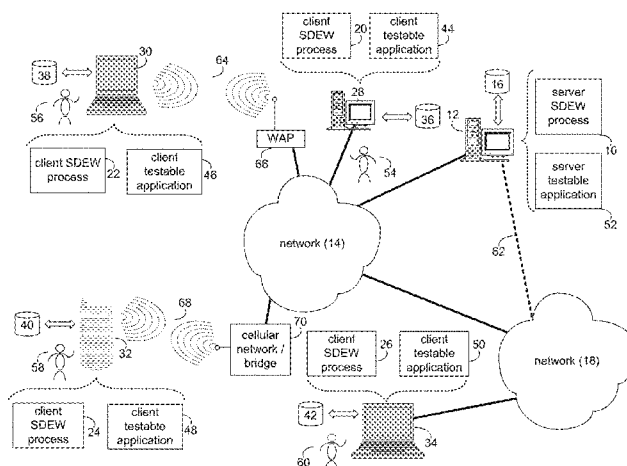 client
SDEW
process
20
client
testable
application
44
30
38
56
64
28
36
54
WAP
66
12
16
server
SDEW
process
10
server
testable
application
52
client SDEW
process
22
client testable
application
46
network (14)
62
68
40
58
32
70
cellular
network /
bridge
client
SDEW
process
26
client
testable
application
50
network (18)
client
SDEW
process
24
client
testable
application
48
42
60
34